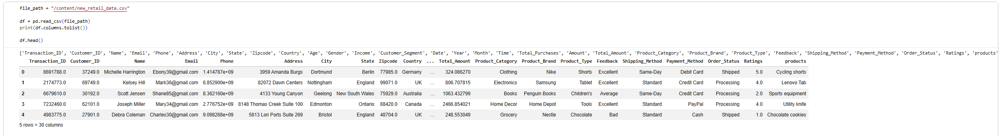 file_path = "/content/new_retail_data.csv"
df = pd.read_csv(file_path)
print(df.columns.tolist())
df.head()
['Transaction_ID', 'Customer_ID', 'Name', 'Email', 'Phone', 'Address', 'City', 'State', 'Zipcode', 'Country', 'Age', 'Gender', 'Income', 'Customer_Segment', 'Date', 'Year', 'Month', 'Time', 'Total_Purchases', 'Amount', 'Total_Amount', 'Product_Category', 'Product_Brand', 'Product_Type', 'Feedback', 'Shipping_Method', 'Payment_Method', 'Order_Status', 'Ratings', 'products'
Transaction_ID Customer_ID Name Email Phone Address City State Zipcode Country ... Total_Amount Product_Category Product_Brand Product_Type Feedback Shipping_Method Payment_Method Order_Status Ratings products
0 8691788.0 37249.0 Michelle Harrington Ebony39@gmail.com 1.414787e+09 3959 Amanda Burgs Dortmund Berlin 77985.0 Germany ... 324.086270 Clothing Nike Shorts Excellent Same-Day Debit Card Shipped 5.0 Cycling shorts
1 2174773.0 69749.0 Kelsey Hill Mark36@gmail.com 6.852900e+09 82072 Dawn Centers Nottingham England 99071.0 UK ... 806.707815 Electronics Samsung Tablet Excellent Standard Credit Card Processing 4.0 Lenovo Tab
2 6679610.0 30192.0 Scott Jensen Shane85@gmail.com 8.362160e+09 4133 Young Canyon Geelong New South Wales 75929.0 Australia ... 1063.432799 Books Penguin Books Children's Average Same-Day Credit Card Processing 2.0 Sports equipment
3 7232460.0 62101.0 Joseph Miller Mary34@gmail.com 2.776752e+09 8148 Thomas Creek Suite 100 Edmonton Ontario 88420.0 Canada ... 2466.854021 Home Decor Home Depot Tools Excellent Standard PayPal Processing 4.0 Utility knife
4 4983775.0 27901.0 Debra Coleman Charles30@gmail.com 9.098268e+09 5813 Lori Ports Suite 269 Bristol England 48704.0 UK ... 248.553049 Grocery Nestle Chocolate Bad Standard Cash Shipped 1.0 Chocolate cookies
5 rows × 30 columns